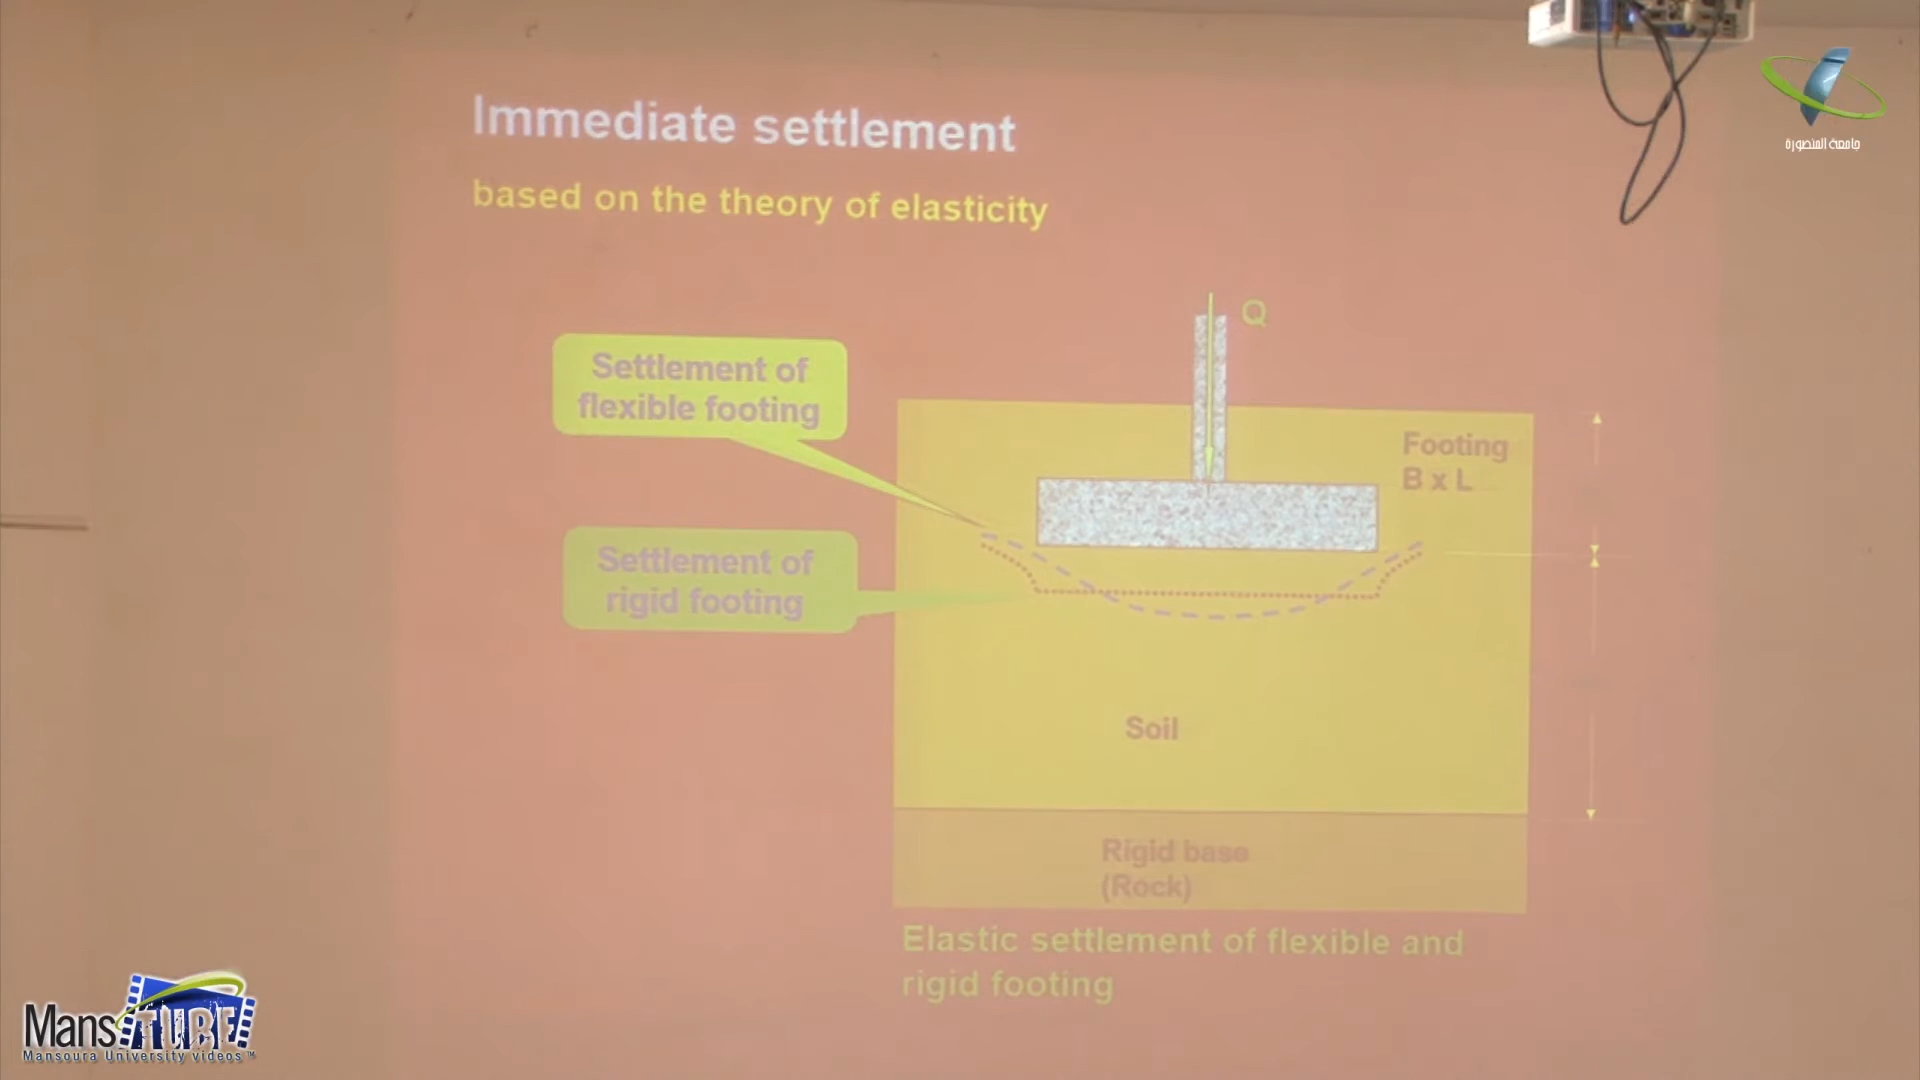 Immediate settlement
based on the theory of elasticity
جامعة المنصورة
Q
Settlement of
flexible footing
Footing
B x L
Settlement of
rigid footing
Soil
Rigid base
(Rock)
Elastic settlement of flexible and
rigid footing
Mans TUBE
Mansoura University videos™